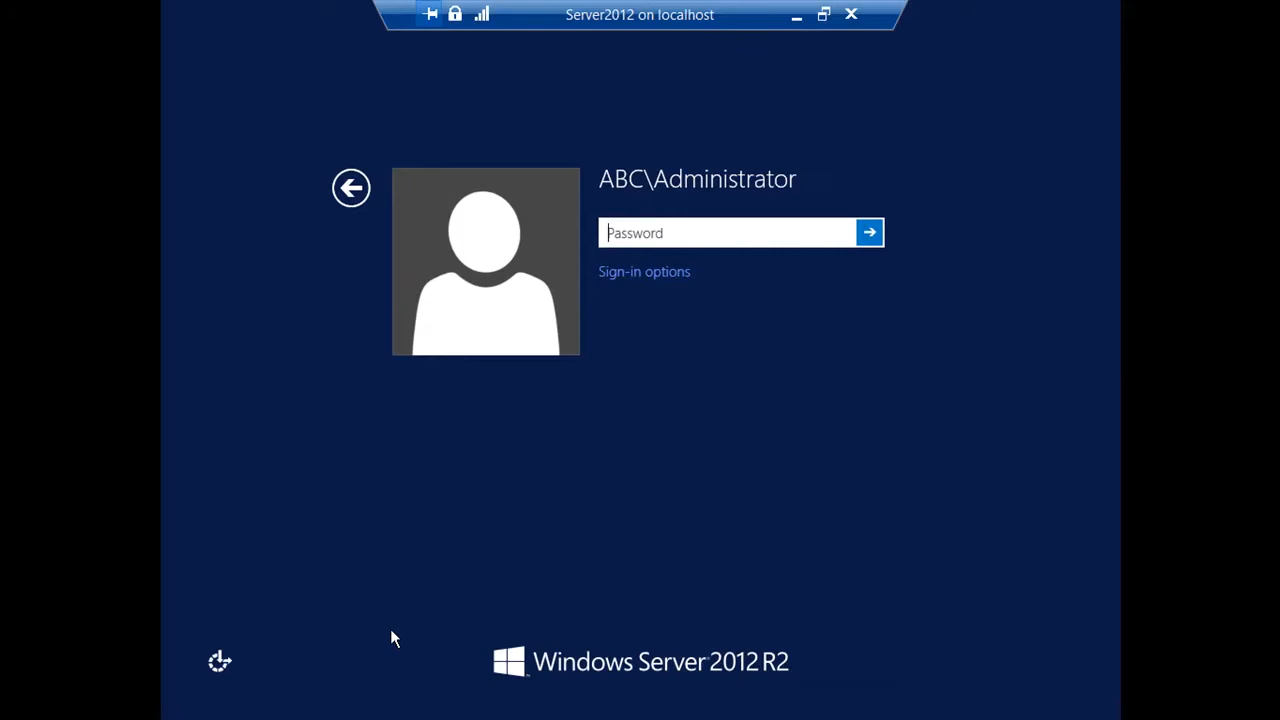 Server2012 on localhost
ABC\Administrator
Password
Sign-in options
Windows Server 2012 R2